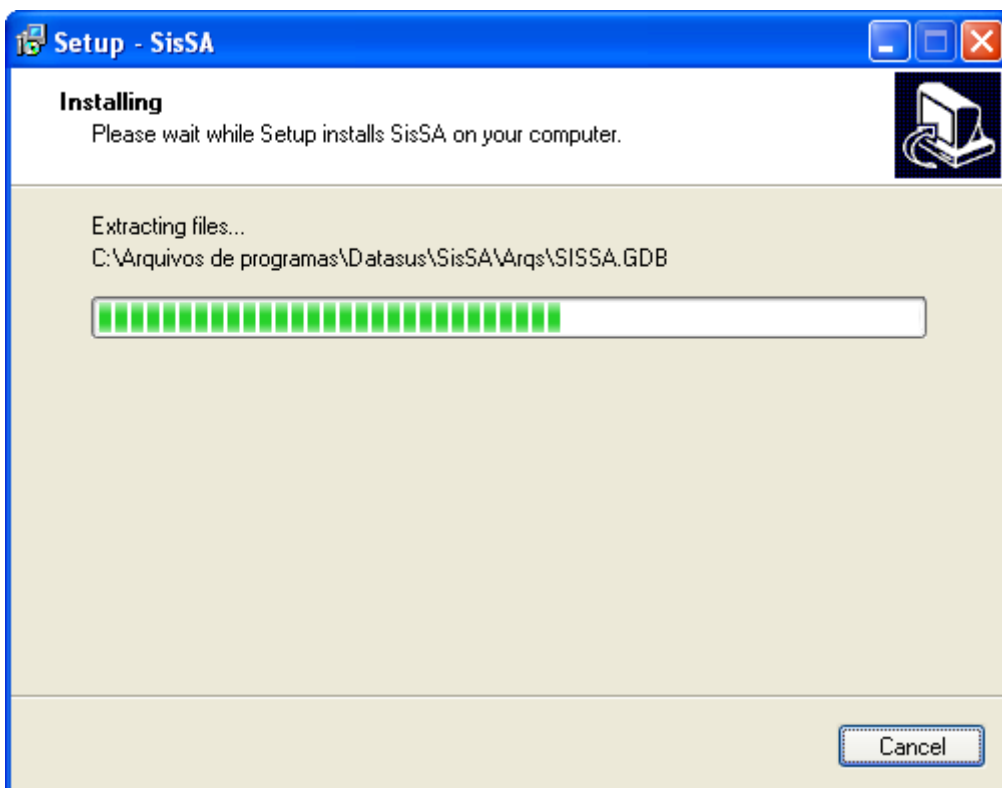 Setup - SisSA
Installing
Please wait while Setup installs SisSA on your computer.
Extracting files...
C:\Arquivos de programas\Datasus\SisSA\Arqs\SISSA.GDB
Cancel